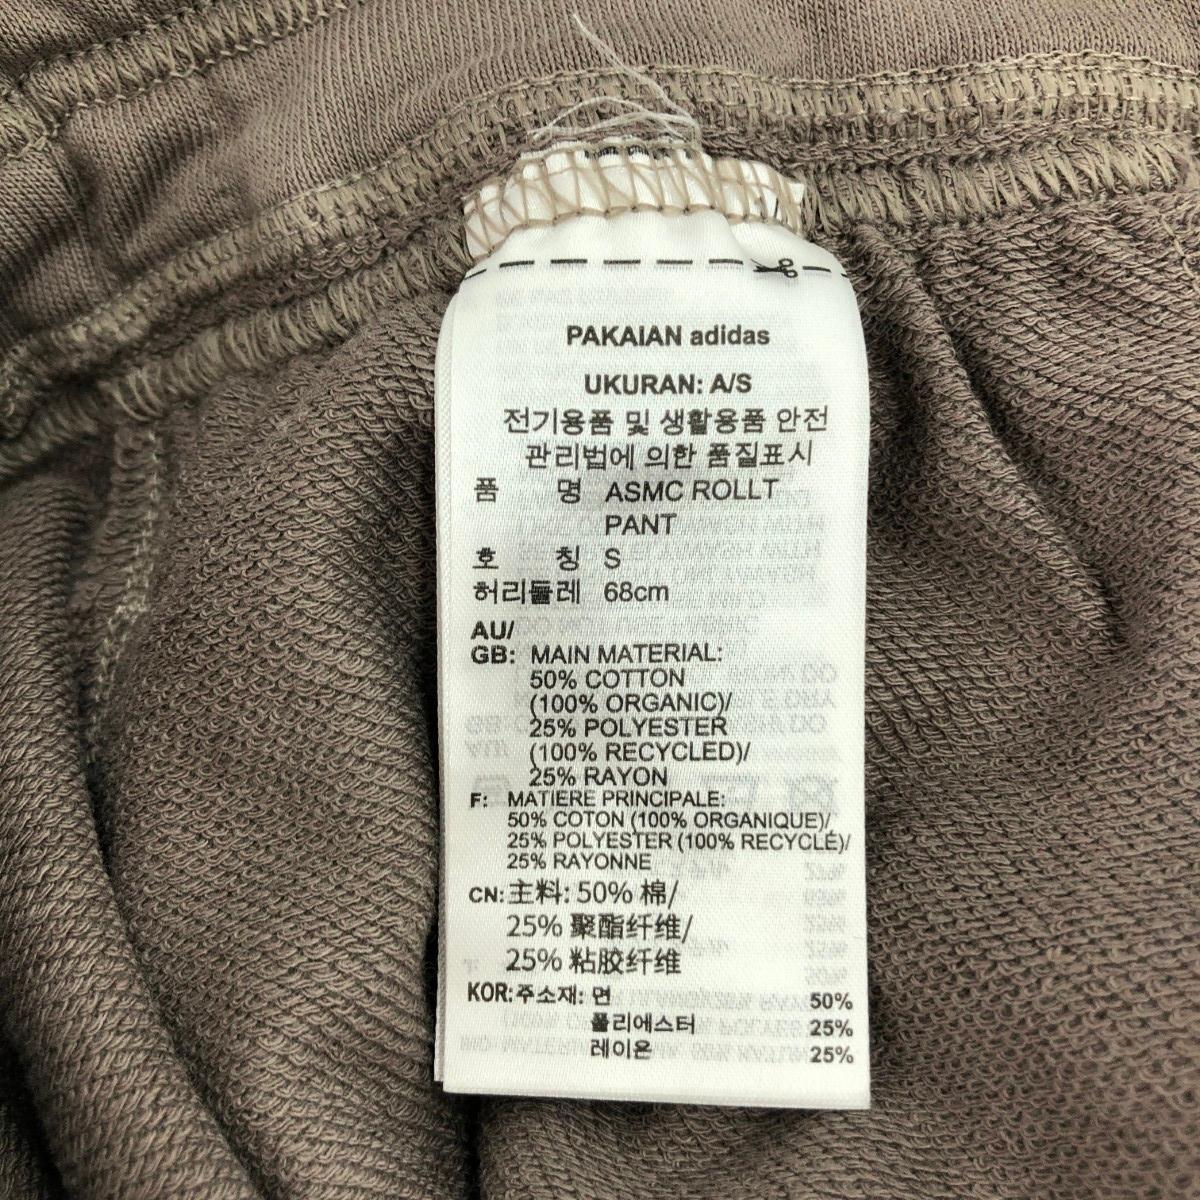 PAKAIAN adidas
UKURAN: A/S
전기용품 및 생활용품 안전
관리법에 의한 품질표시
품 명 ASMC ROLLT
PANT
호 칭 S
허리둘레 68cm
AU/
GB: MAIN MATERIAL:
50% COTTON
(100% ORGANIC)/
25% POLYESTER
(100% RECYCLED)/
25% RAYON
F: MATIERE PRINCIPALE:
50% COTON (100% ORGANIQUE)/
25% POLYESTER (100% RECYCLÉ)/
25% RAYONNE
CN: 主料: 50% 棉/
25% 聚酯纤维/
25% 粘胶纤维
KOR: 주소재: 면 50%
폴리에스터 25%
레이온 25%